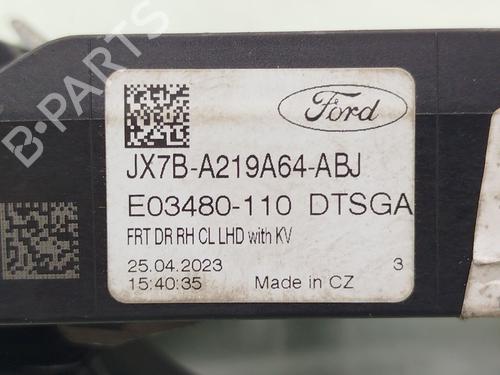 B-PARTS
Ford
JX7B-A219A64-ABJ
E03480-110 DTSGA
FRT DR RH CL LHD with KV
25.04.2023
3
15:40:35
Made in CZ